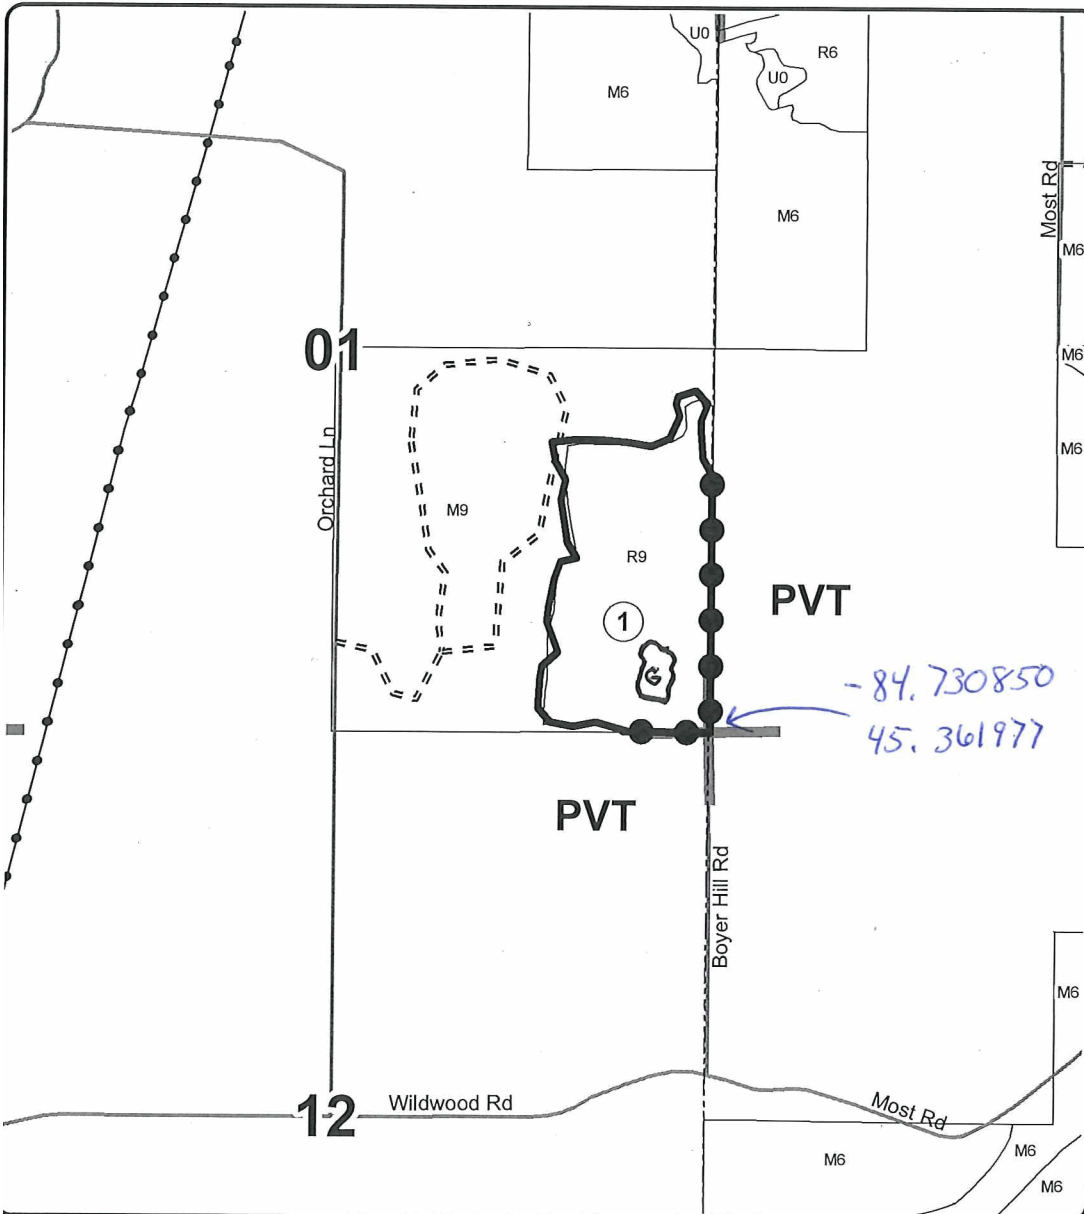 U0
R6
U0
M6
Most Rd
M6
M6
01
M6
Orchard Ln
M6
M9
R9
PVT
1
G
-84.730850
45.361977
PVT
Boyer Hill Rd
M6
12
Wildwood Rd
Most Rd
M6
M6
M6